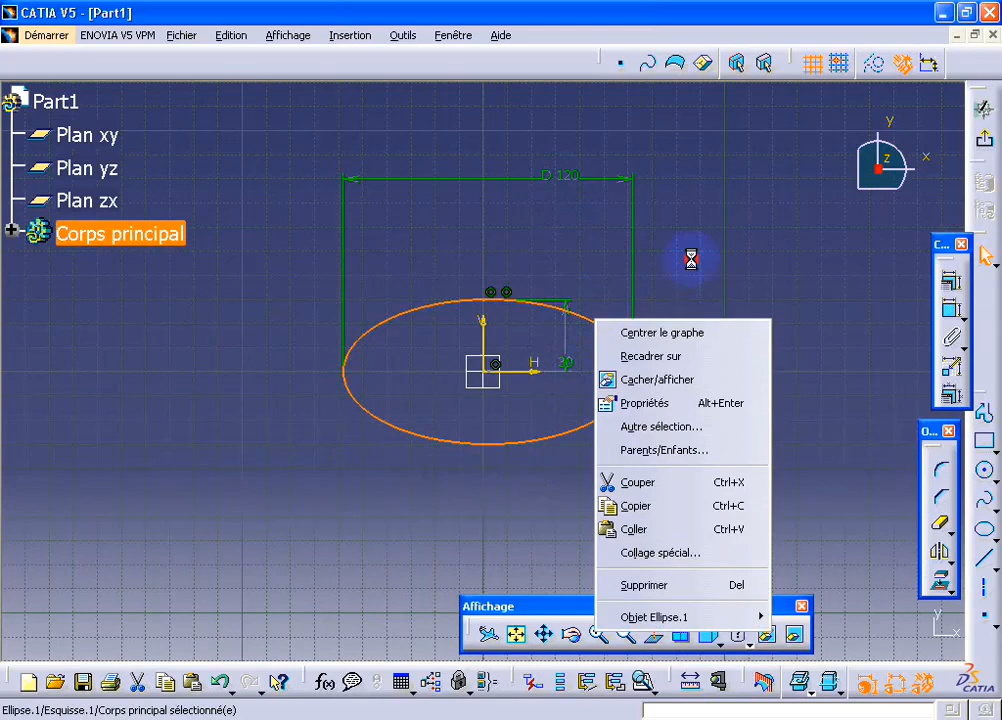 CATIA V5 - [Part1]
Démarrer ENOVIA V5 VPM Fichier Edition Affichage Insertion Outils Fenêtre Aide
Part1
Plan xy
Plan yz
Plan zx
Corps principal
D 120
y
x
z
C...
V
H
Centrer le graphe
Recadrer sur
Cacher/afficher
Propriétés Alt+Enter
Autre sélection...
Parents/Enfants...
Couper Ctrl+X
Copier Ctrl+C
Coller Ctrl+V
Collage spécial...
Supprimer Del
Objet Ellipse.1
O...
Affichage
y
x
f(x)
DS CATIA
Ellipse.1/Esquisse.1/Corps principal sélectionné(e)